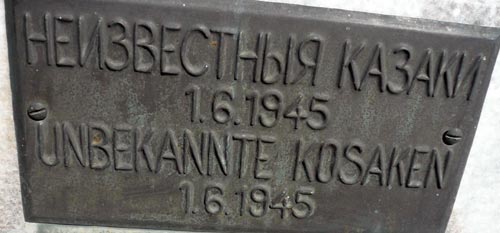 НЕИЗВЕСТНЫЯ КАЗАКИ
1.6.1945
UNBEKANNTE KOSAKEN
1.6.1945